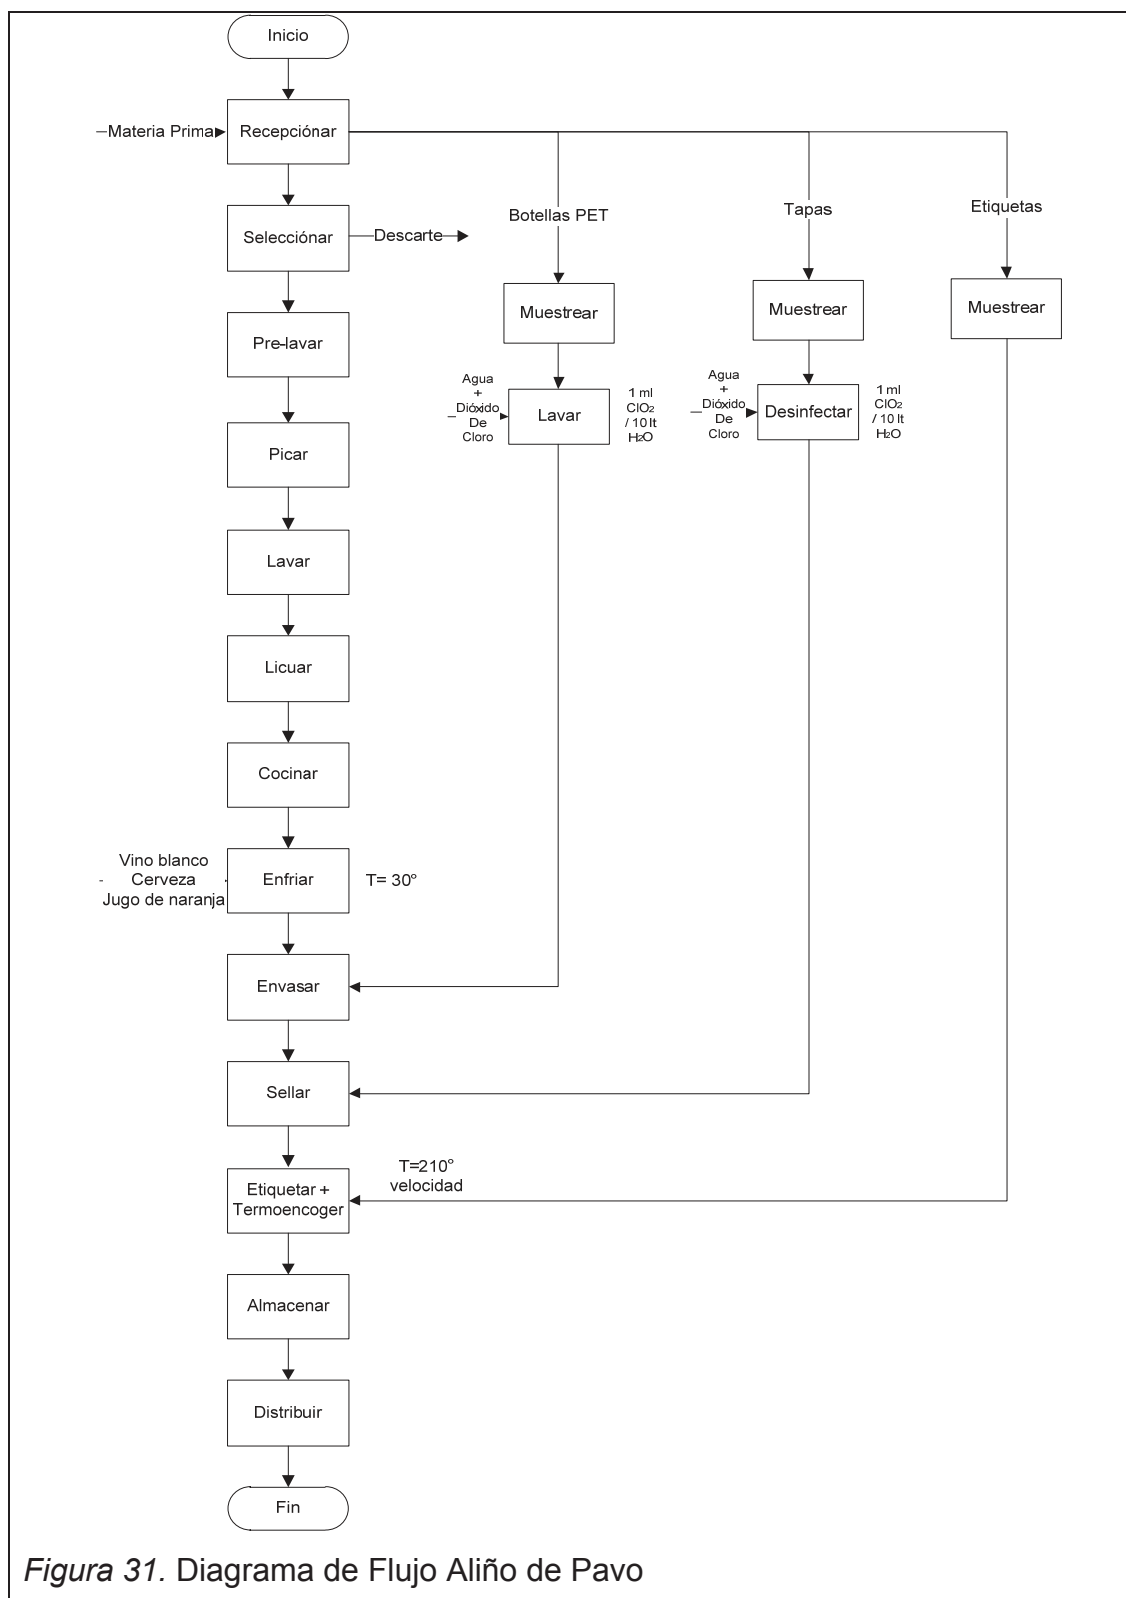 Inicio
Materia Prima
Recepciónar
Selecciónar
Descarte
Pre-lavar
Picar
Lavar
Licuar
Cocinar
Vino blanco
Cerveza
Jugo de naranja
Enfriar
T= 30º
Envasar
Sellar
Etiquetar +
Termoencoger
T=210º
velocidad
Almacenar
Distribuir
Fin
Botellas PET
Muestrear
Agua
+
Dióxido
De
Cloro
Lavar
1 ml
ClO2
/ 10 lt
H2O
Tapas
Muestrear
Agua
+
Dióxido
De
Cloro
Desinfectar
1 ml
ClO2
/ 10 lt
H2O
Etiquetas
Muestrear
Figura 31. Diagrama de Flujo Aliño de Pavo